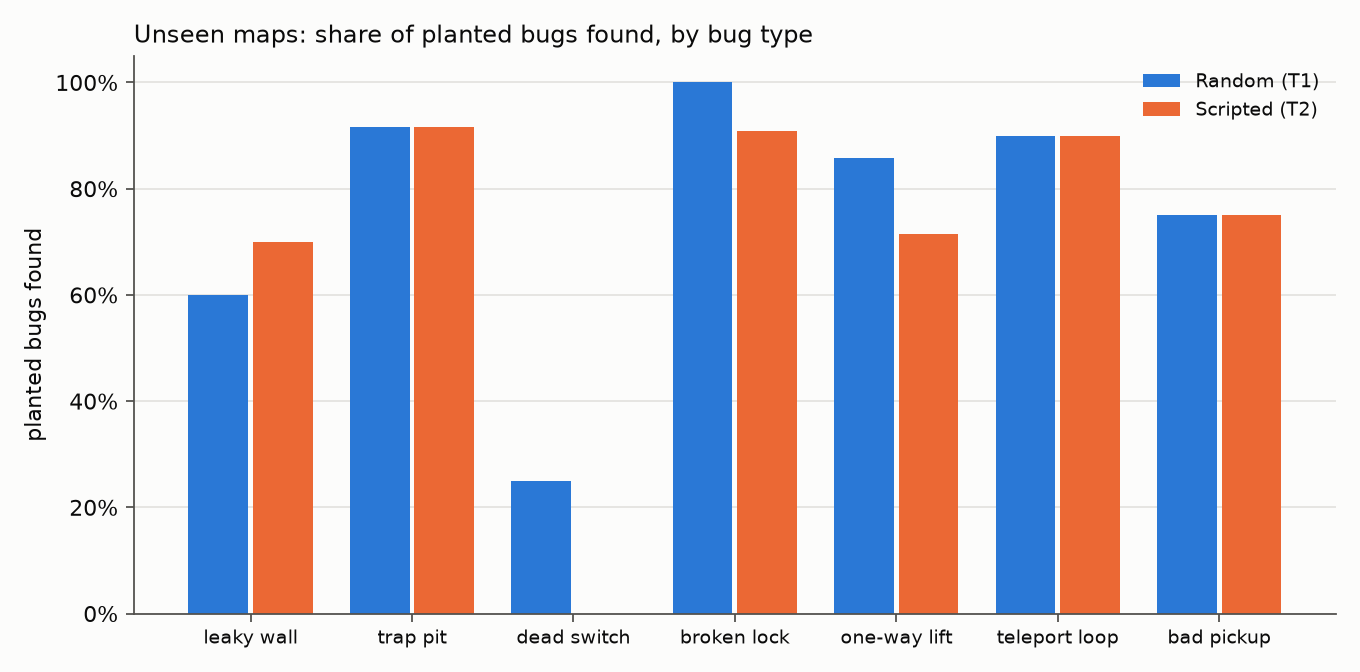 Unseen maps: share of planted bugs found, by bug type
100%
80%
60%
40%
20%
0%
planted bugs found
Random (T1)
Scripted (T2)
leaky wall
trap pit
dead switch
broken lock
one-way lift
teleport loop
bad pickup